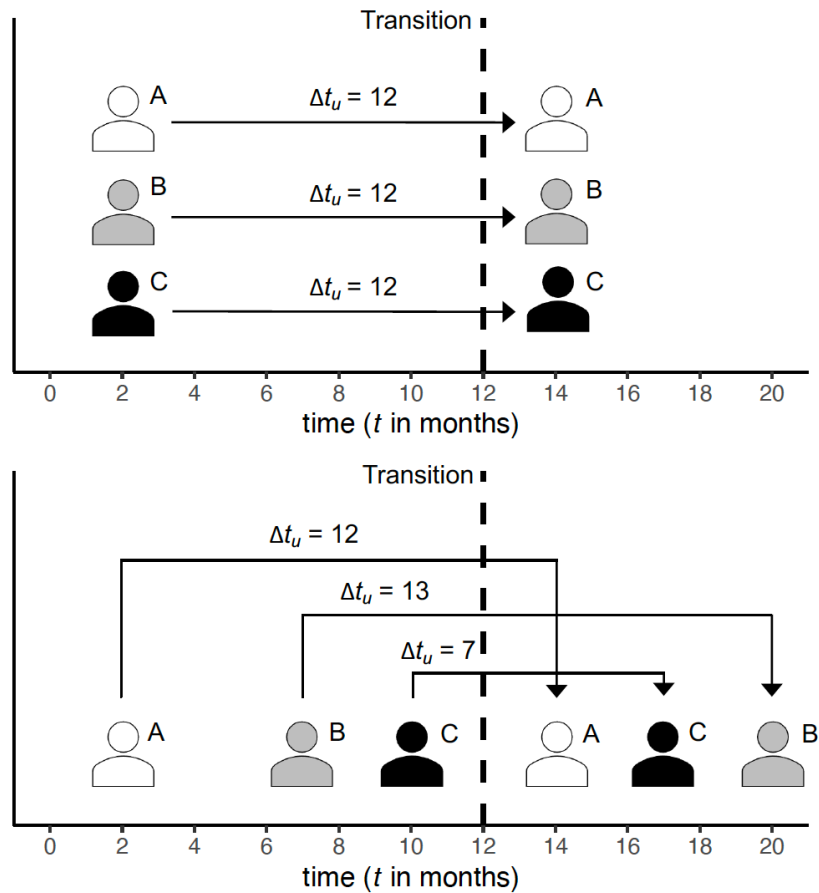 Transition
A Δtu = 12 A
B Δtu = 12 B
C Δtu = 12 C
0 2 4 6 8 10 12 14 16 18 20
time (t in months)
Transition
Δtu = 12
Δtu = 13
Δtu = 7
A B C A C B
0 2 4 6 8 10 12 14 16 18 20
time (t in months)